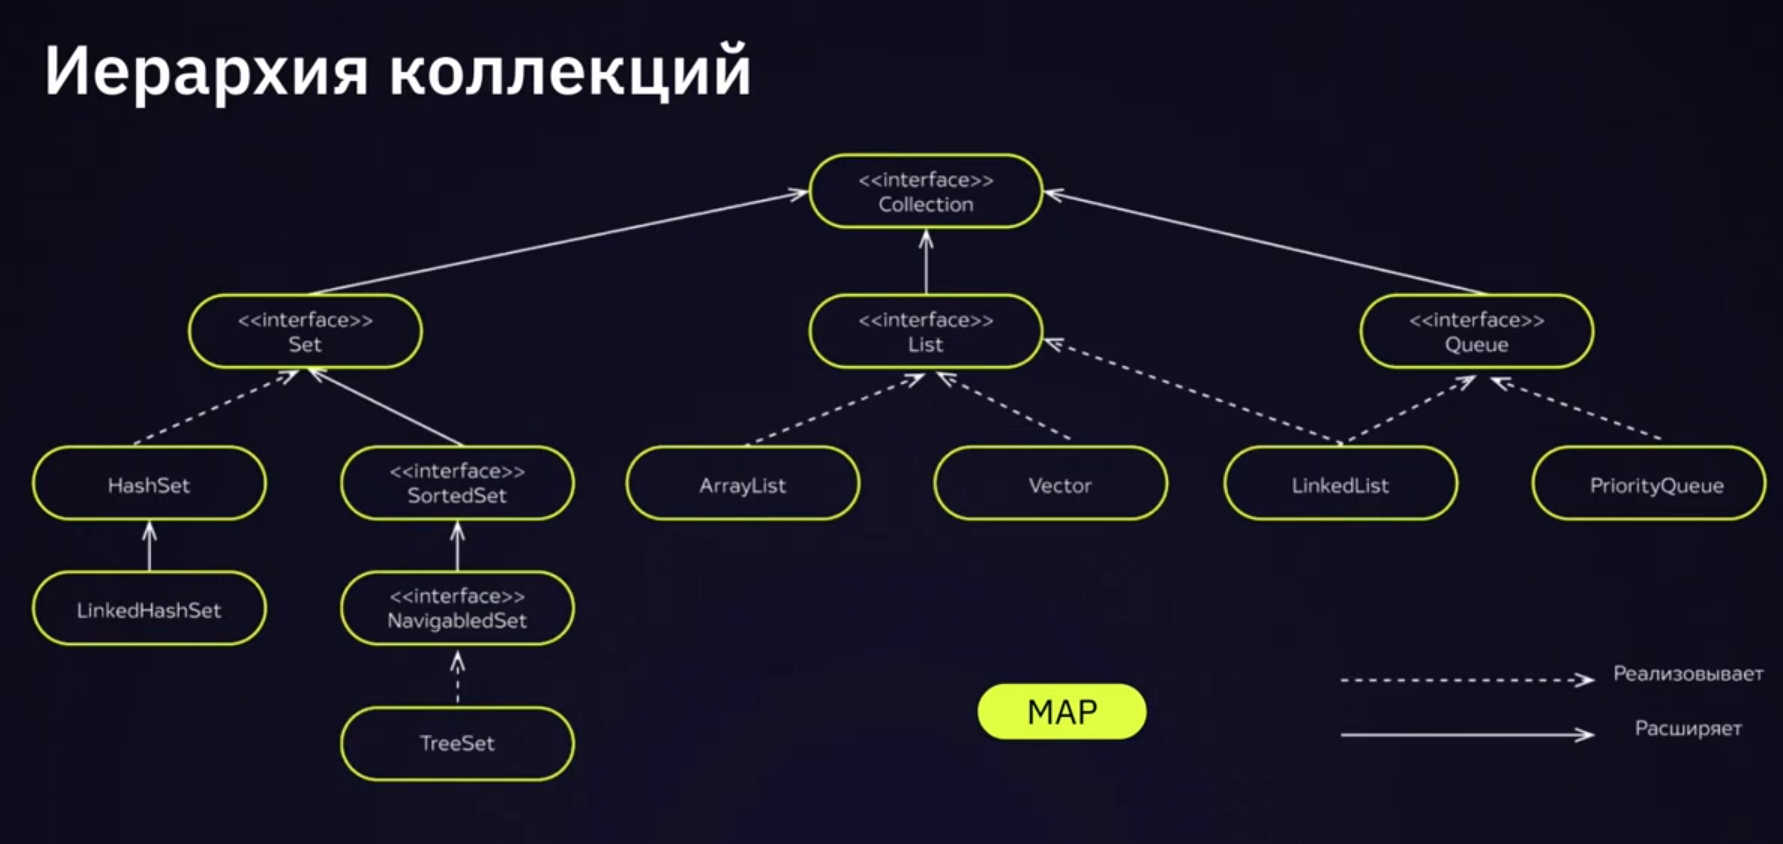 Иерархия коллекций
<<interface>>
Collection
<<interface>>
Set
<<interface>>
List
<<interface>>
Queue
HashSet
<<interface>>
SortedSet
ArrayList
Vector
LinkedList
PriorityQueue
LinkedHashSet
<<interface>>
NavigabledSet
TreeSet
MAP
Реализовывает
Расширяет